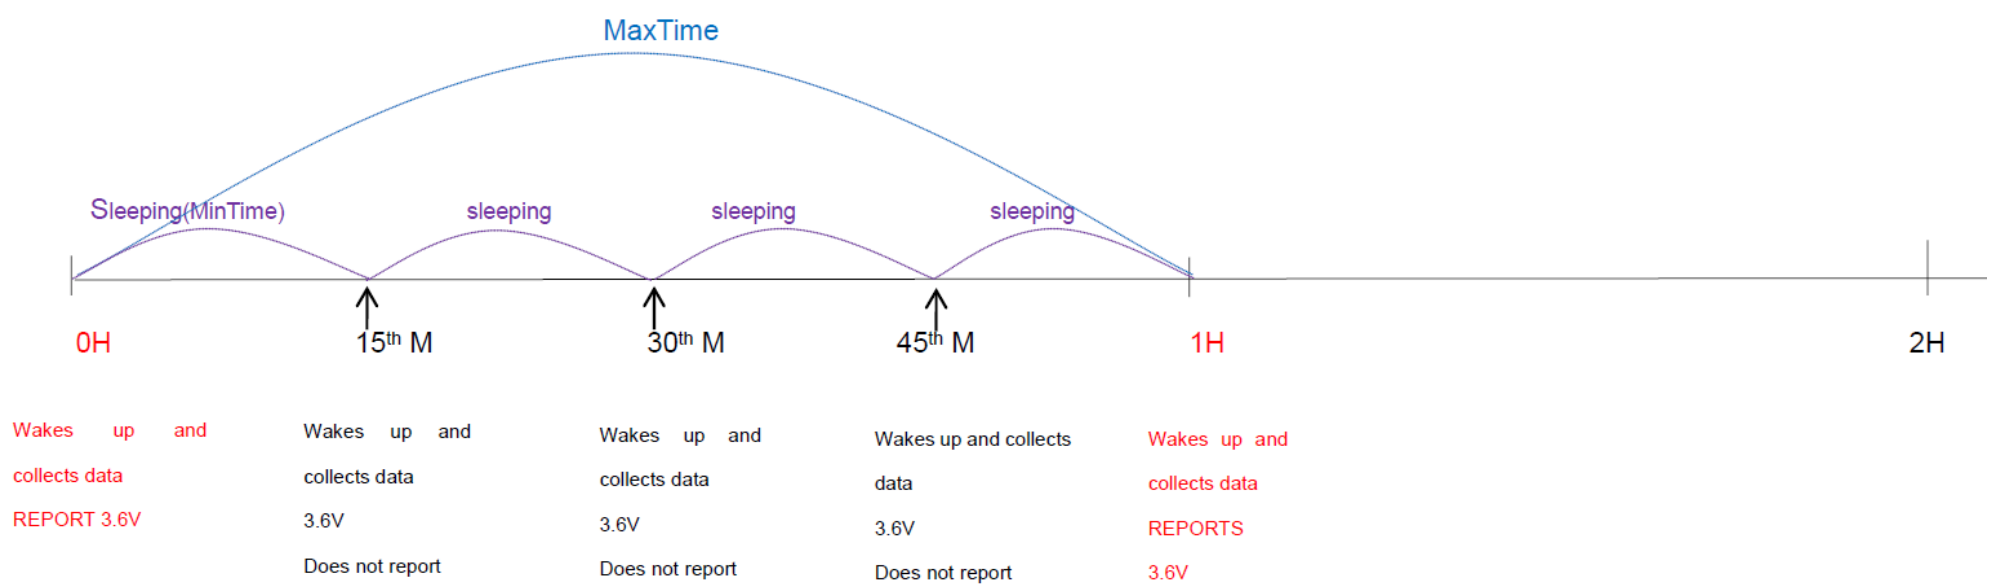 MaxTime
Sleeping(MinTime)
sleeping
sleeping
sleeping
0H
15th M
30th M
45th M
1H
2H
Wakes up and
collects data
REPORT 3.6V
Wakes up and
collects data
3.6V
Does not report
Wakes up and
collects data
3.6V
Does not report
Wakes up and collects
data
3.6V
Does not report
Wakes up and
collects data
REPORTS
3.6V